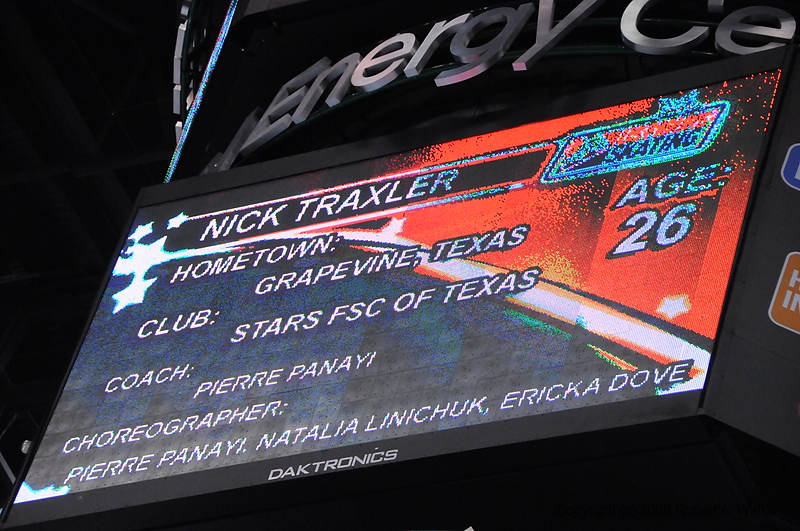 Energy Ce
NICK TRAXLER
AGE:
26
HOMETOWN:
GRAPEVINE, TEXAS
CLUB:
STARS FSC OF TEXAS
COACH:
PIERRE PANAYI
CHOREOGRAPHER:
PIERRE PANAYI, NATALIA LINICHUK, ERICKA DOVE
DAKTRONICS